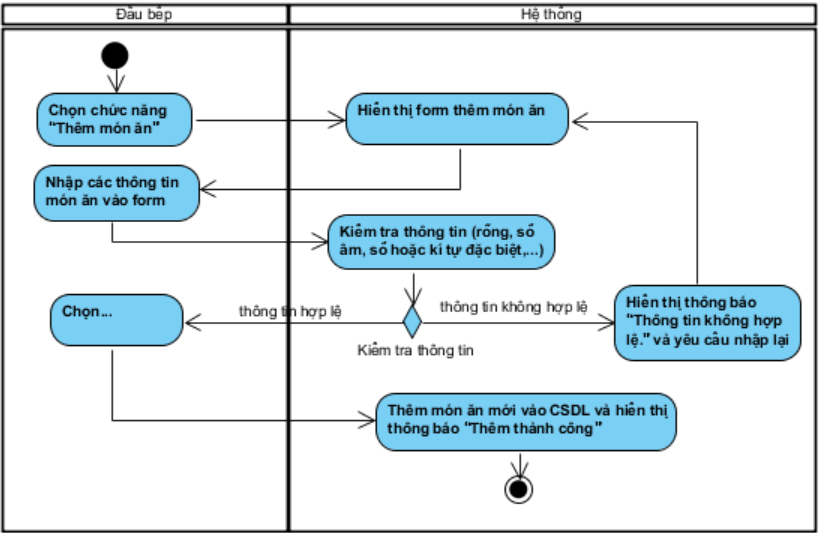 Đầu bếp
Hệ thống
Chọn chức năng
"Thêm món ăn"
Hiển thị form thêm món ăn
Nhập các thông tin
món ăn vào form
Kiểm tra thông tin (rỗng, số
âm, số hoặc kí tự đặc biệt,...)
Chọn...
thông tin hợp lệ
thông tin không hợp lệ
Kiểm tra thông tin
Hiển thị thông báo
"Thông tin không hợp
lệ." và yêu cầu nhập lại
Thêm món ăn mới vào CSDL và hiển thị
thông báo "Thêm thành công"